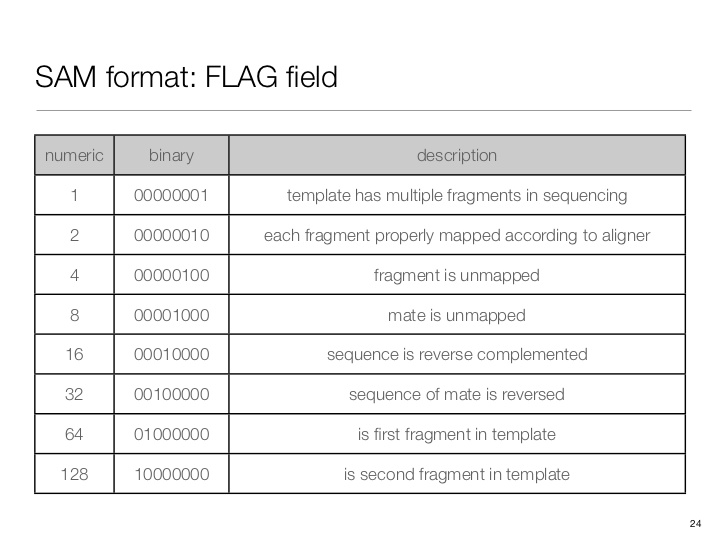 SAM format: FLAG field
numeric binary description
1 00000001 template has multiple fragments in sequencing
2 00000010 each fragment properly mapped according to aligner
4 00000100 fragment is unmapped
8 00001000 mate is unmapped
16 00010000 sequence is reverse complemented
32 00100000 sequence of mate is reversed
64 01000000 is first fragment in template
128 10000000 is second fragment in template
24